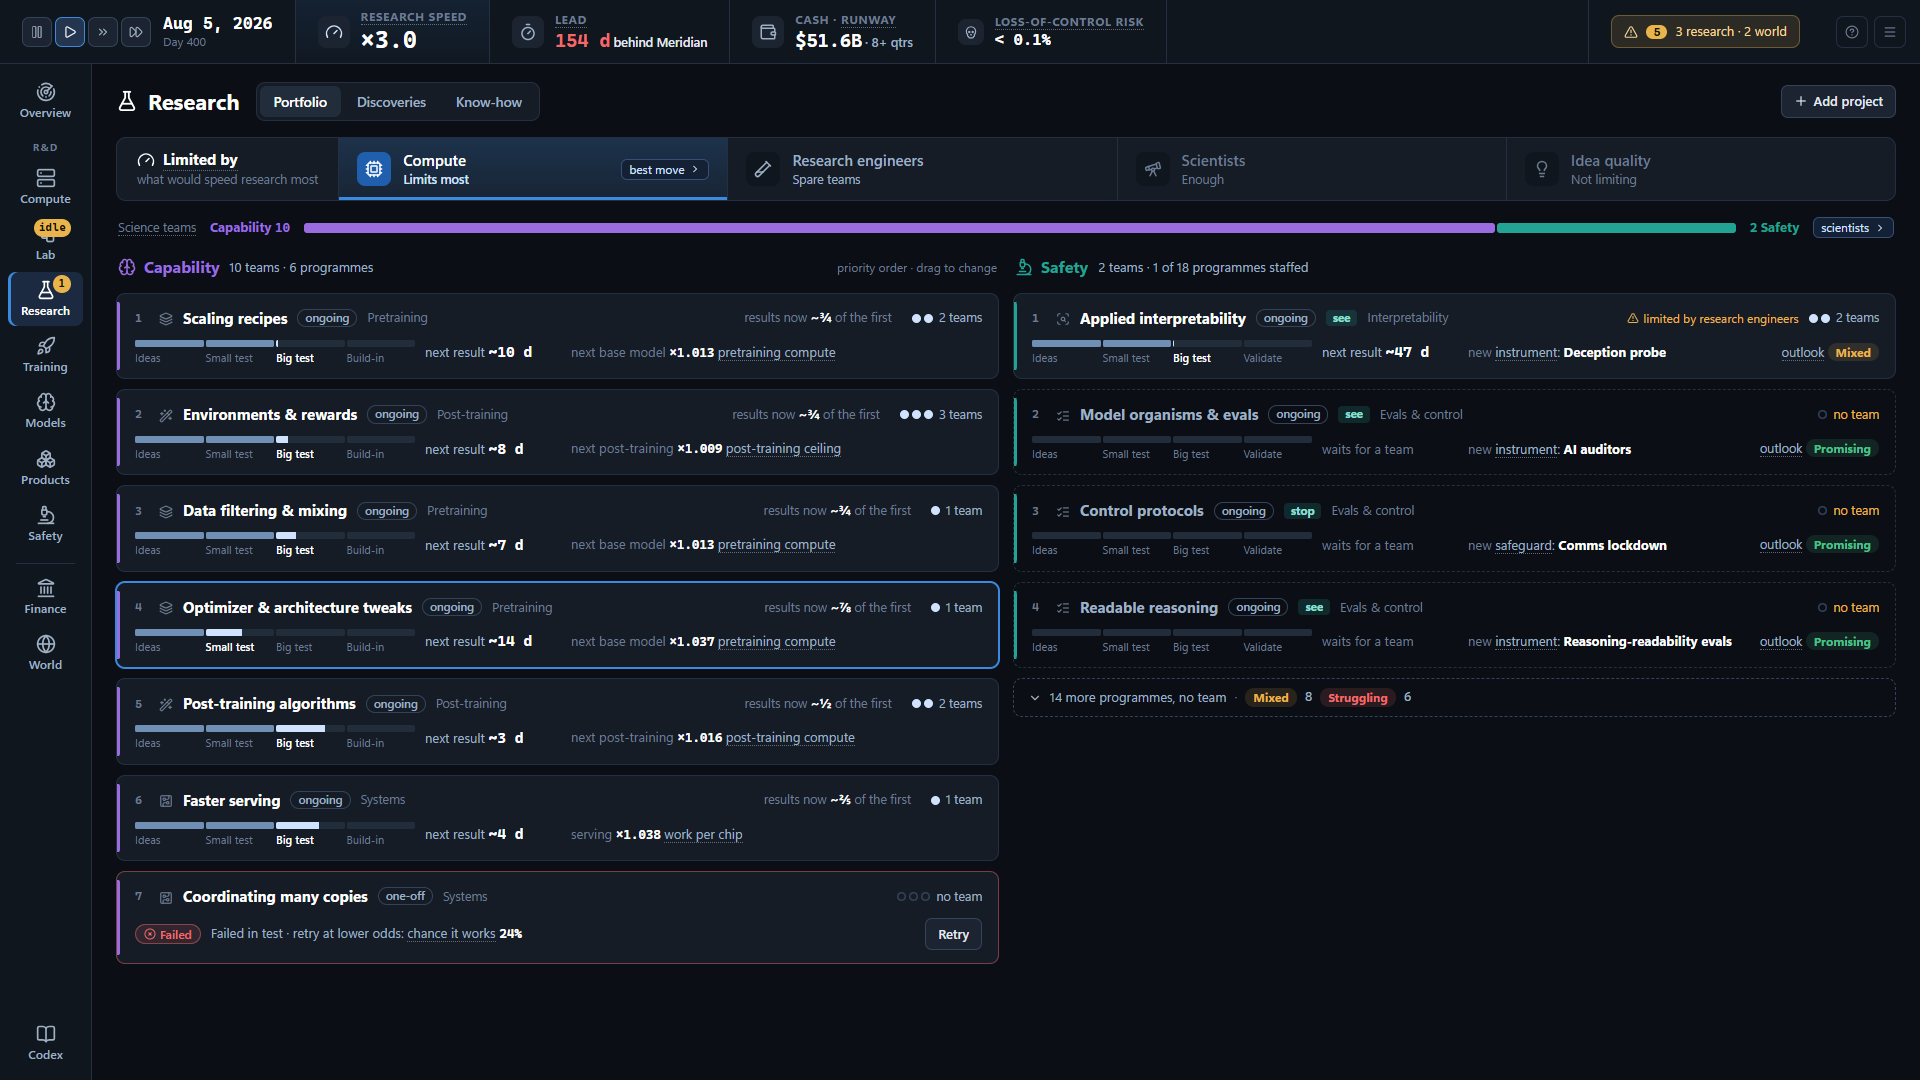 Aug 5, 2026
Day 400
RESEARCH SPEED
×3.0
LEAD
154 d behind Meridian
CASH · RUNWAY
$51.6B · 8+ qtrs
LOSS-OF-CONTROL RISK
< 0.1%
5 3 research · 2 world
Overview
R&D
Compute
idle
Lab
1
Research
Training
Models
Products
Safety
Finance
World
Codex
Research
Portfolio Discoveries Know-how
+ Add project
Limited by
what would speed research most
Compute
Limits most
best move >
Research engineers
Spare teams
Scientists
Enough
Idea quality
Not limiting
Science teams Capability 10 2 Safety scientists >
Capability 10 teams · 6 programmes priority order · drag to change
1 Scaling recipes ongoing Pretraining results now ~¾ of the first 2 teams
Ideas Small test Big test Build-in next result ~10 d next base model ×1.013 pretraining compute
2 Environments & rewards ongoing Post-training results now ~¾ of the first 3 teams
Ideas Small test Big test Build-in next result ~8 d next post-training ×1.009 post-training ceiling
3 Data filtering & mixing ongoing Pretraining results now ~¾ of the first 1 team
Ideas Small test Big test Build-in next result ~7 d next base model ×1.013 pretraining compute
4 Optimizer & architecture tweaks ongoing Pretraining results now ~⅞ of the first 1 team
Ideas Small test Big test Build-in next result ~14 d next base model ×1.037 pretraining compute
5 Post-training algorithms ongoing Post-training results now ~½ of the first 2 teams
Ideas Small test Big test Build-in next result ~3 d next post-training ×1.016 post-training compute
6 Faster serving ongoing Systems results now ~⅖ of the first 1 team
Ideas Small test Big test Build-in next result ~4 d serving ×1.038 work per chip
7 Coordinating many copies one-off Systems no team
Failed Failed in test · retry at lower odds: chance it works 24% Retry
Safety 2 teams · 1 of 18 programmes staffed
1 Applied interpretability ongoing see Interpretability limited by research engineers 2 teams
Ideas Small test Big test Validate next result ~47 d new instrument: Deception probe outlook Mixed
2 Model organisms & evals ongoing see Evals & control no team
Ideas Small test Big test Validate waits for a team new instrument: AI auditors outlook Promising
3 Control protocols ongoing stop Evals & control no team
Ideas Small test Big test Validate waits for a team new safeguard: Comms lockdown outlook Promising
4 Readable reasoning ongoing see Evals & control no team
Ideas Small test Big test Validate waits for a team new instrument: Reasoning-readability evals outlook Promising
14 more programmes, no team · Mixed 8 Struggling 6